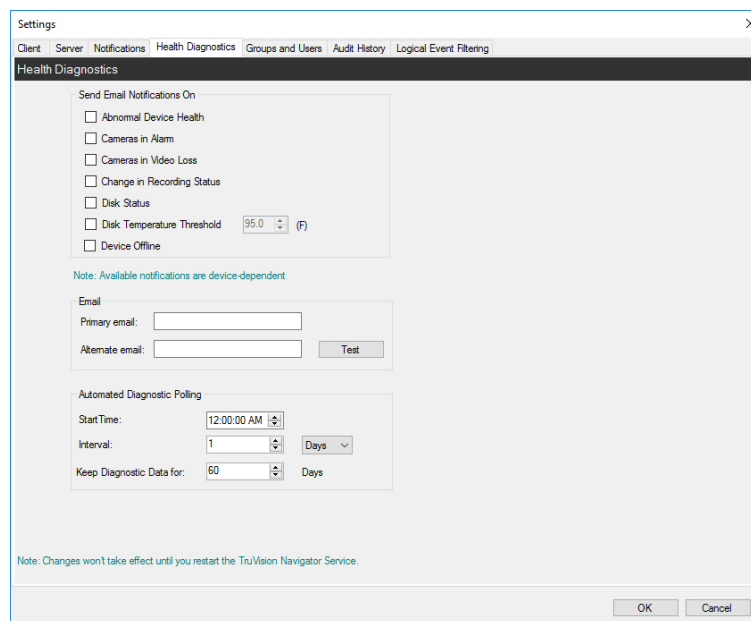 Settings
Client Server Notifications Health Diagnostics Groups and Users Audit History Logical Event Filtering
Health Diagnostics
Send Email Notifications On
Abnormal Device Health
Cameras in Alarm
Cameras in Video Loss
Change in Recording Status
Disk Status
Disk Temperature Threshold 95.0 (F)
Device Offline
Note: Available notifications are device-dependent
Email
Primary email:
Alternate email: Test
Automated Diagnostic Polling
Start Time: 12:00:00 AM
Interval: 1 Days
Keep Diagnostic Data for: 60 Days
Note: Changes won't take effect until you restart the TruVision Navigator Service.
OK Cancel